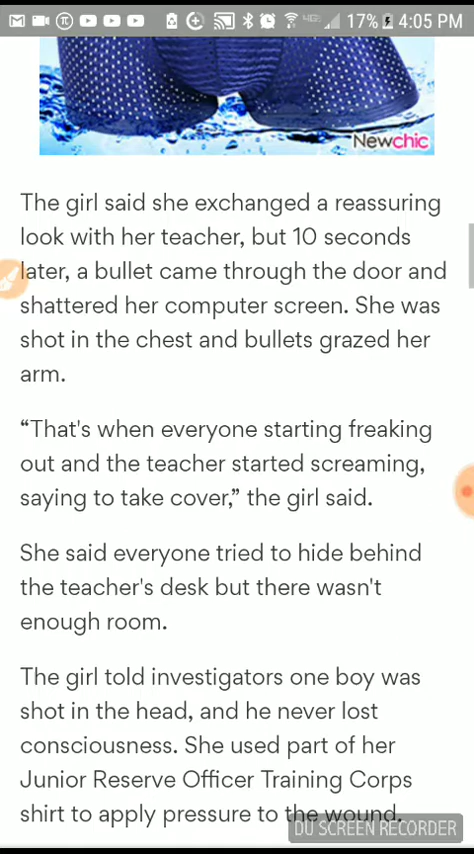 17% 4:05 PM
Newchic
The girl said she exchanged a reassuring
look with her teacher, but 10 seconds
later, a bullet came through the door and
shattered her computer screen. She was
shot in the chest and bullets grazed her
arm.
“That's when everyone starting freaking
out and the teacher started screaming,
saying to take cover,” the girl said.
She said everyone tried to hide behind
the teacher's desk but there wasn't
enough room.
The girl told investigators one boy was
shot in the head, and he never lost
consciousness. She used part of her
Junior Reserve Officer Training Corps
shirt to apply pressure to the wound.
DU SCREEN RECORDER